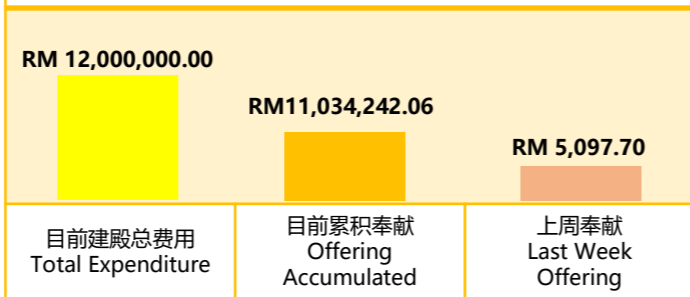 RM 12,000,000.00
RM11,034,242.06
RM 5,097.70
目前建殿总费用
Total Expenditure
目前累积奉献
Offering
Accumulated
上周奉献
Last Week
Offering